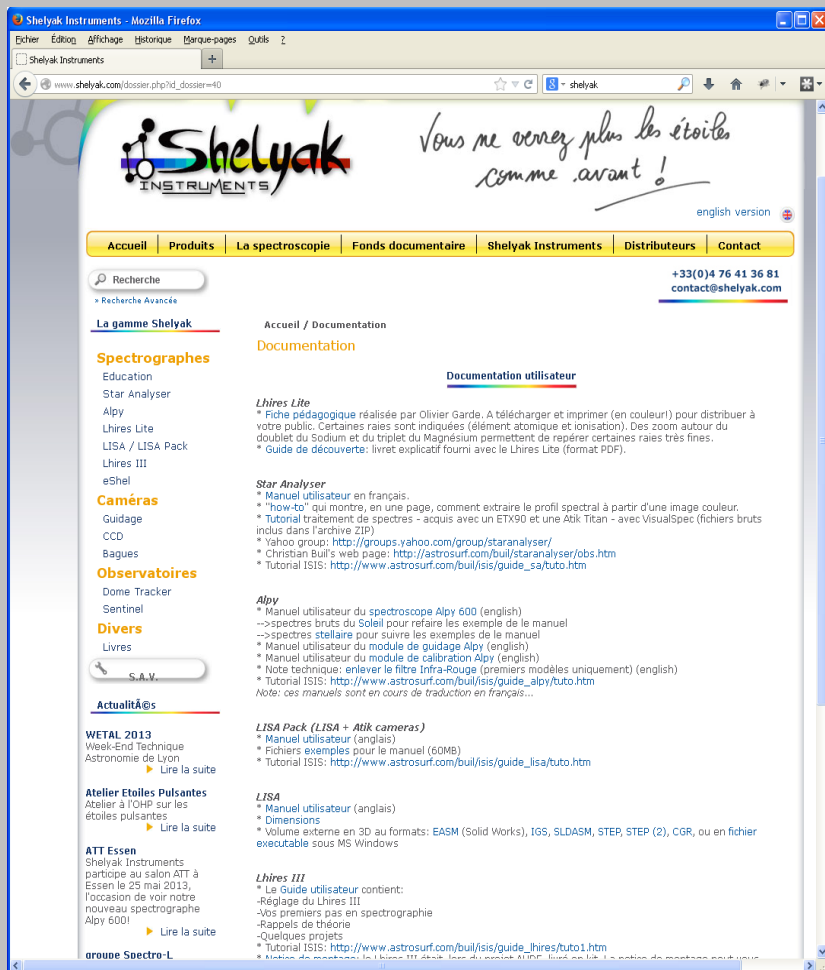 Shelyak Instruments - Mozilla Firefox
Fichier Édition Affichage Historique Marque-pages Outils ?
Shelyak Instruments
www.shelyak.com/dossier.php?id_dossier=40
shelyak
Shelyak
INSTRUMENTS
Vous ne verrez plus les étoiles
comme avant !
english version
Accueil Produits La spectroscopie Fonds documentaire Shelyak Instruments Distributeurs Contact
Recherche
» Recherche Avancée
+33(0)4 76 41 36 81
contact@shelyak.com
La gamme Shelyak
Spectrographes
Education
Star Analyser
Alpy
Lhires Lite
LISA / LISA Pack
Lhires III
eShel
Caméras
Guidage
CCD
Bagues
Observatoires
Dome Tracker
Sentinel
Divers
Livres
S.A.V.
ActualitÃ©s
WETAL 2013
Week-End Technique
Astronomie de Lyon
Lire la suite
Atelier Etoiles Pulsantes
Atelier à l'OHP sur les
étoiles pulsantes
Lire la suite
ATT Essen
Shelyak Instruments
participe au salon ATT à
Essen le 25 mai 2013,
l'occasion de voir notre
nouveau spectrographe
Alpy 600!
Lire la suite
groupe Spectro-L
Accueil / Documentation
Documentation
Documentation utilisateur
Lhires Lite
* Fiche pédagogique réalisée par Olivier Garde. A télécharger et imprimer (en couleur!) pour distribuer à
votre public. Certaines raies sont indiquées (élément atomique et ionisation). Des zoom autour du
doublet du Sodium et du triplet du Magnésium permettent de repérer certaines raies très fines.
* Guide de découverte: livret explicatif fourni avec le Lhires Lite (format PDF).
Star Analyser
* Manuel utilisateur en français.
* "how-to" qui montre, en une page, comment extraire le profil spectral à partir d'une image couleur.
* Tutorial traitement de spectres - acquis avec un ETX90 et une Atik Titan - avec VisualSpec (fichiers bruts
inclus dans l'archive ZIP)
* Yahoo group: http://groups.yahoo.com/group/staranalyser/
* Christian Buil's web page: http://astrosurf.com/buil/staranalyser/obs.htm
* Tutorial ISIS: http://www.astrosurf.com/buil/isis/guide_sa/tuto.htm
Alpy
* Manuel utilisateur du spectroscope Alpy 600 (english)
-->spectres bruts du Soleil pour refaire les exemple de le manuel
-->spectres stellaire pour suivre les exemples de le manuel
* Manuel utilisateur du module de guidage Alpy (english)
* Manuel utilisateur du module de calibration Alpy (english)
* Note technique: enlever le filtre Infra-Rouge (premiers modèles uniquement) (english)
* Tutorial ISIS: http://www.astrosurf.com/buil/isis/guide_alpy/tuto.htm
Note: ces manuels sont en cours de traduction en français...
LISA Pack (LISA + Atik cameras)
* Manuel utilisateur (anglais)
* Fichiers exemples pour le manuel (60MB)
* Tutorial ISIS: http://www.astrosurf.com/buil/isis/guide_lisa/tuto.htm
LISA
* Manuel utilisateur (anglais)
* Dimensions
* Volume externe en 3D au formats: EASM (Solid Works), IGS, SLDASM, STEP, STEP (2), CGR, ou en fichier
executable sous MS Windows
Lhires III
* Le Guide utilisateur contient:
-Réglage du Lhires III
-Vos premiers pas en spectrographie
-Rappels de théorie
-Quelques projets
* Tutorial ISIS: http://www.astrosurf.com/buil/isis/guide_lhires/tuto1.htm
* Notice de montage: le Lhires III était, lors du projet AUDE, livré en kit. La notice de montage peut vous